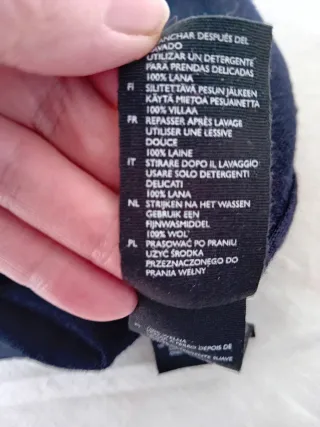 PLANCHAR DESPUÉS DEL
LAVADO
UTILIZAR UN DETERGENTE
PARA PRENDAS DELICADAS
100% LANA
FI SILITETTÄVÄ PESUN JÄLKEEN
KÄYTÄ MIETOA PESUAINETTA
100% VILLAA
FR REPASSER APRÈS LAVAGE
UTILISER UNE LESSIVE
DOUCE
100% LAINE
IT STIRARE DOPO IL LAVAGGIO
USARE SOLO DETERGENTI
DELICATI
100% LANA
NL STRIJKEN NA HET WASSEN
GEBRUIK EEN
FIJNWASMIDDEL
100% WOL
PL PRASOWAĆ PO PRANIU
UŻYĆ ŚRODKA
PRZEZNACZONEGO DO
PRANIA WEŁNY
DEPOIS DE
SUAVE